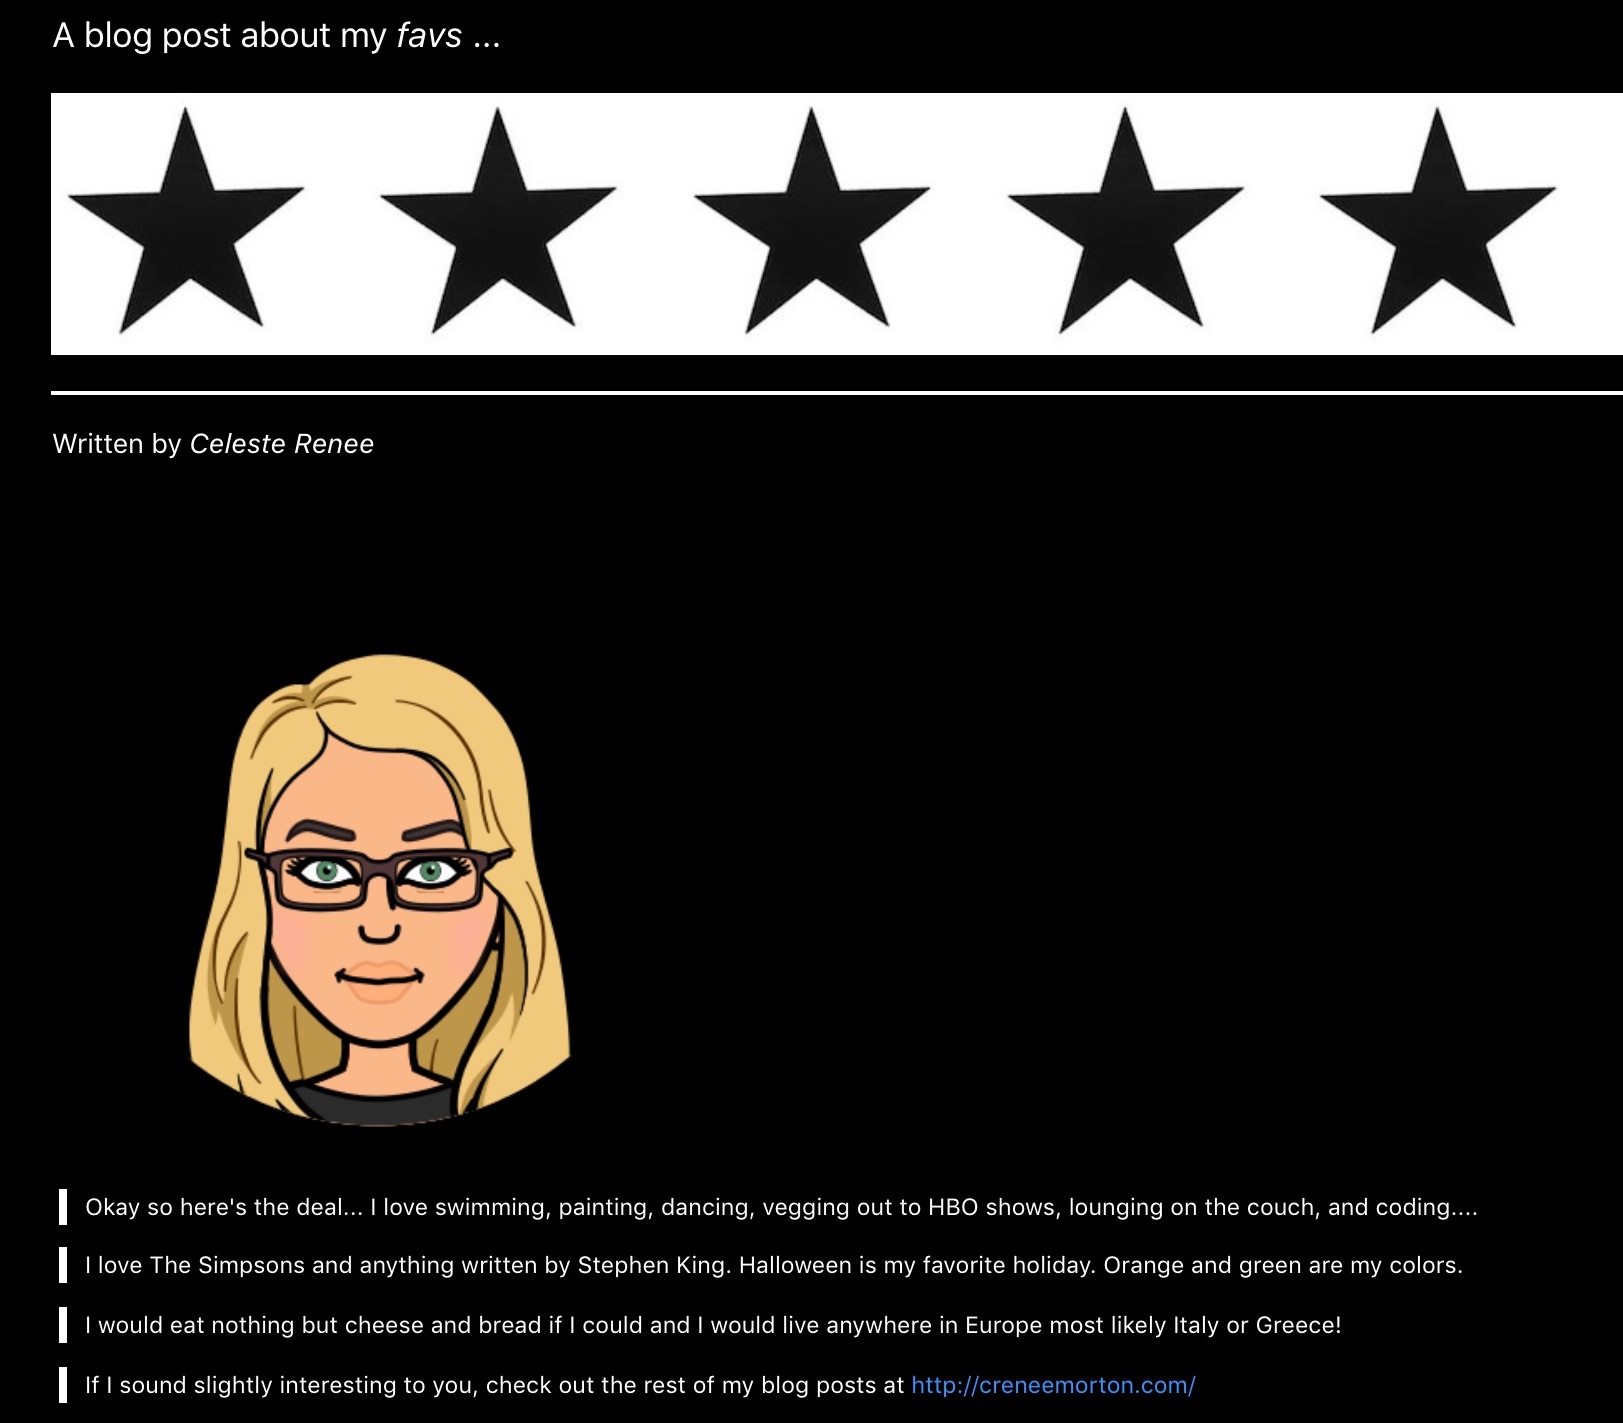 A blog post about my favs ...
Written by Celeste Renee
Okay so here's the deal... I love swimming, painting, dancing, vegging out to HBO shows, lounging on the couch, and coding....
I love The Simpsons and anything written by Stephen King. Halloween is my favorite holiday. Orange and green are my colors.
I would eat nothing but cheese and bread if I could and I would live anywhere in Europe most likely Italy or Greece!
If I sound slightly interesting to you, check out the rest of my blog posts at http://creneemorton.com/